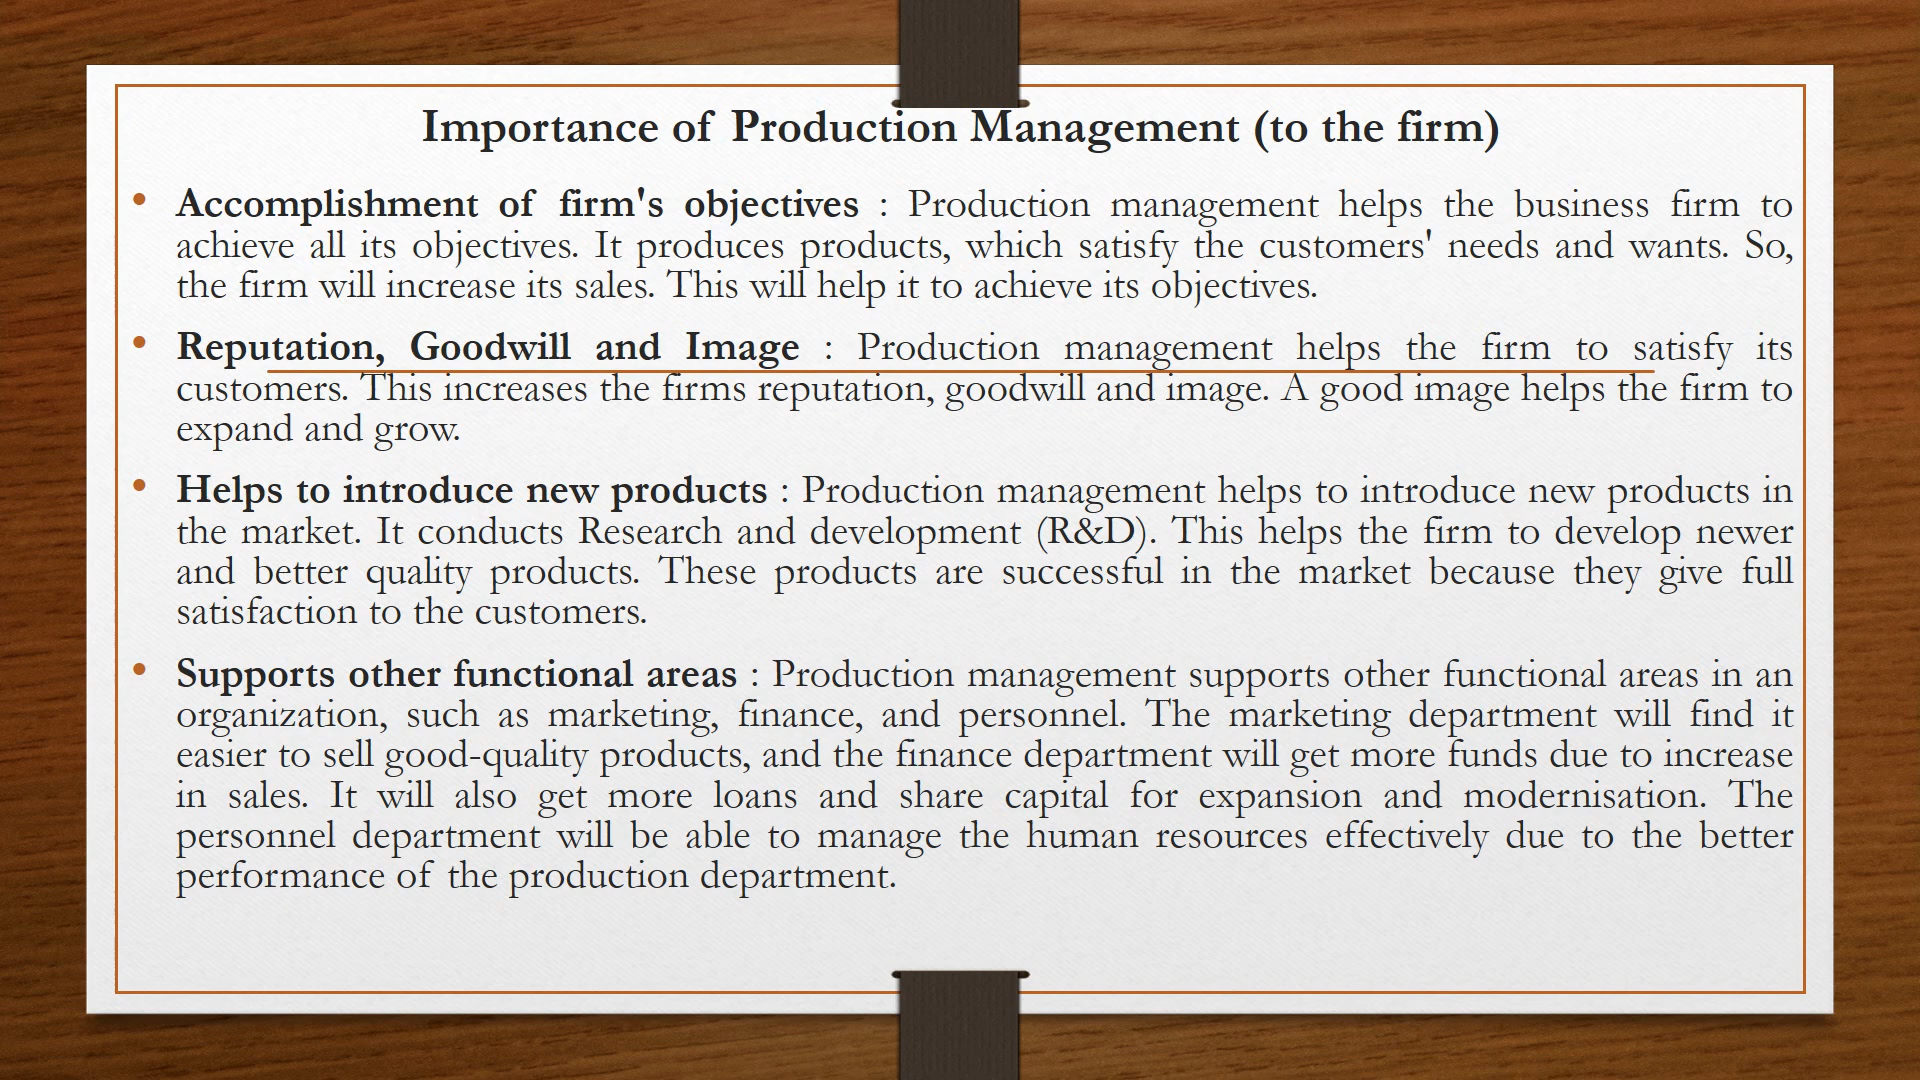 Importance of Production Management (to the firm)
• Accomplishment of firm's objectives : Production management helps the business firm to
achieve all its objectives. It produces products, which satisfy the customers' needs and wants. So,
the firm will increase its sales. This will help it to achieve its objectives.
• Reputation, Goodwill and Image : Production management helps the firm to satisfy its
customers. This increases the firms reputation, goodwill and image. A good image helps the firm to
expand and grow.
• Helps to introduce new products : Production management helps to introduce new products in
the market. It conducts Research and development (R&D). This helps the firm to develop newer
and better quality products. These products are successful in the market because they give full
satisfaction to the customers.
• Supports other functional areas : Production management supports other functional areas in an
organization, such as marketing, finance, and personnel. The marketing department will find it
easier to sell good-quality products, and the finance department will get more funds due to increase
in sales. It will also get more loans and share capital for expansion and modernisation. The
personnel department will be able to manage the human resources effectively due to the better
performance of the production department.